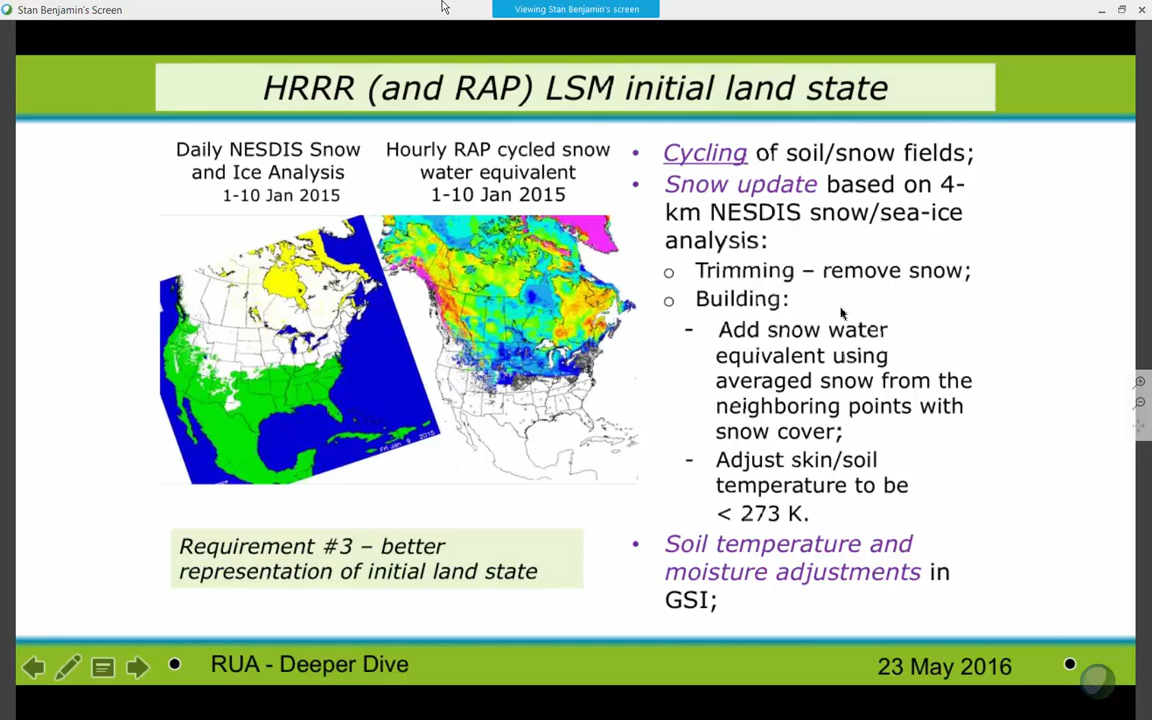 Stan Benjamin's Screen
Viewing Stan Benjamin's screen
HRRR (and RAP) LSM initial land state
Daily NESDIS Snow
and Ice Analysis
1-10 Jan 2015
Hourly RAP cycled snow
water equivalent
1-10 Jan 2015
Fri Jan 9 2015
• Cycling of soil/snow fields;
• Snow update based on 4-
km NESDIS snow/sea-ice
analysis:
o Trimming – remove snow;
o Building:
- Add snow water
equivalent using
averaged snow from the
neighboring points with
snow cover;
- Adjust skin/soil
temperature to be
< 273 K.
• Soil temperature and
moisture adjustments in
GSI;
Requirement #3 – better
representation of initial land state
RUA - Deeper Dive
23 May 2016